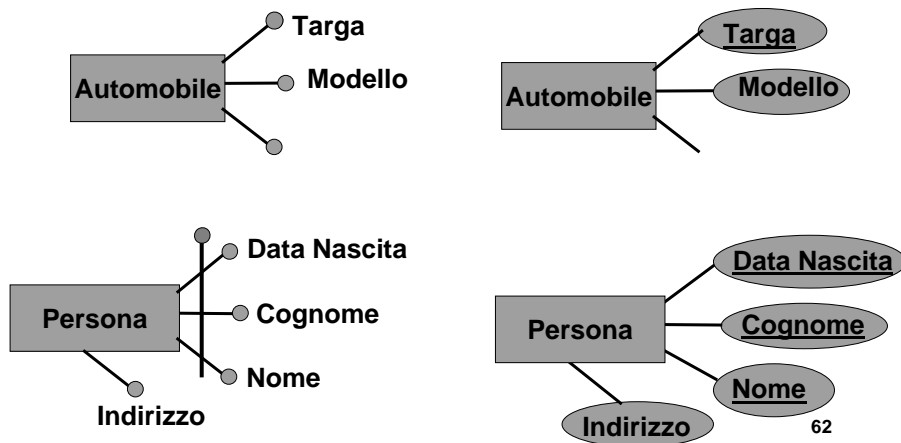 Targa
Automobile
Modello
Targa
Automobile
Modello
Data Nascita
Persona
Cognome
Nome
Indirizzo
Data Nascita
Persona
Cognome
Nome
Indirizzo
62